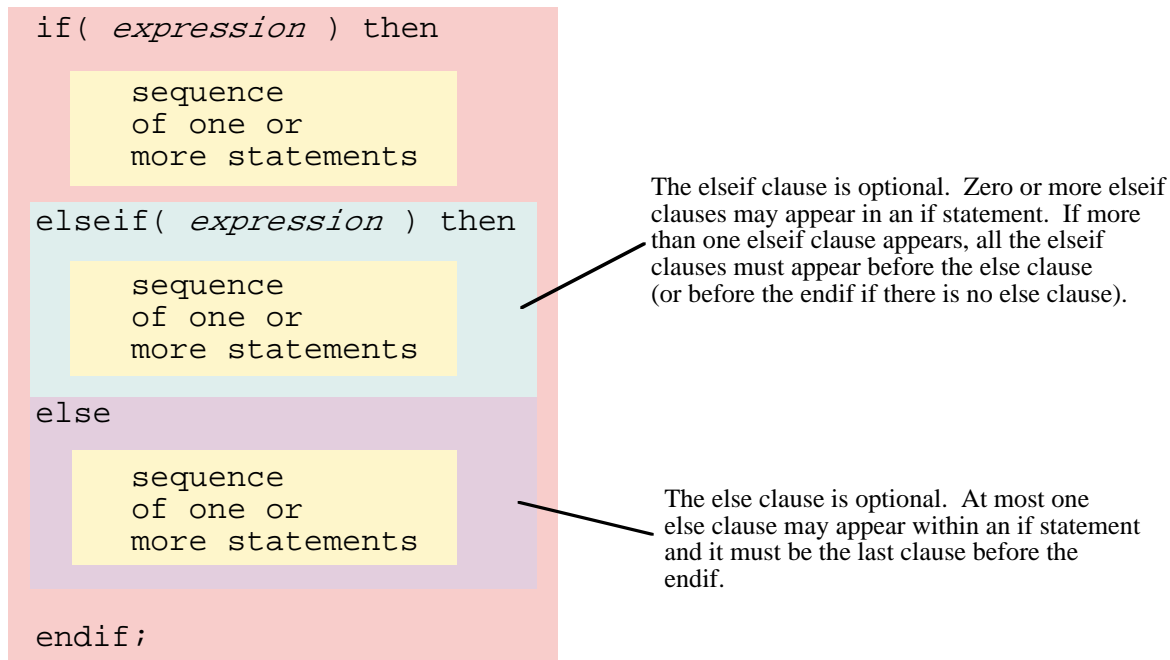 if( expression ) then
sequence
of one or
more statements
elseif( expression ) then
sequence
of one or
more statements
else
sequence
of one or
more statements
endif;
The elseif clause is optional.  Zero or more elseif
clauses may appear in an if statement.  If more
than one elseif clause appears, all the elseif
clauses must appear before the else clause
(or before the endif if there is no else clause).
The else clause is optional.  At most one
else clause may appear within an if statement
and it must be the last clause before the
endif.